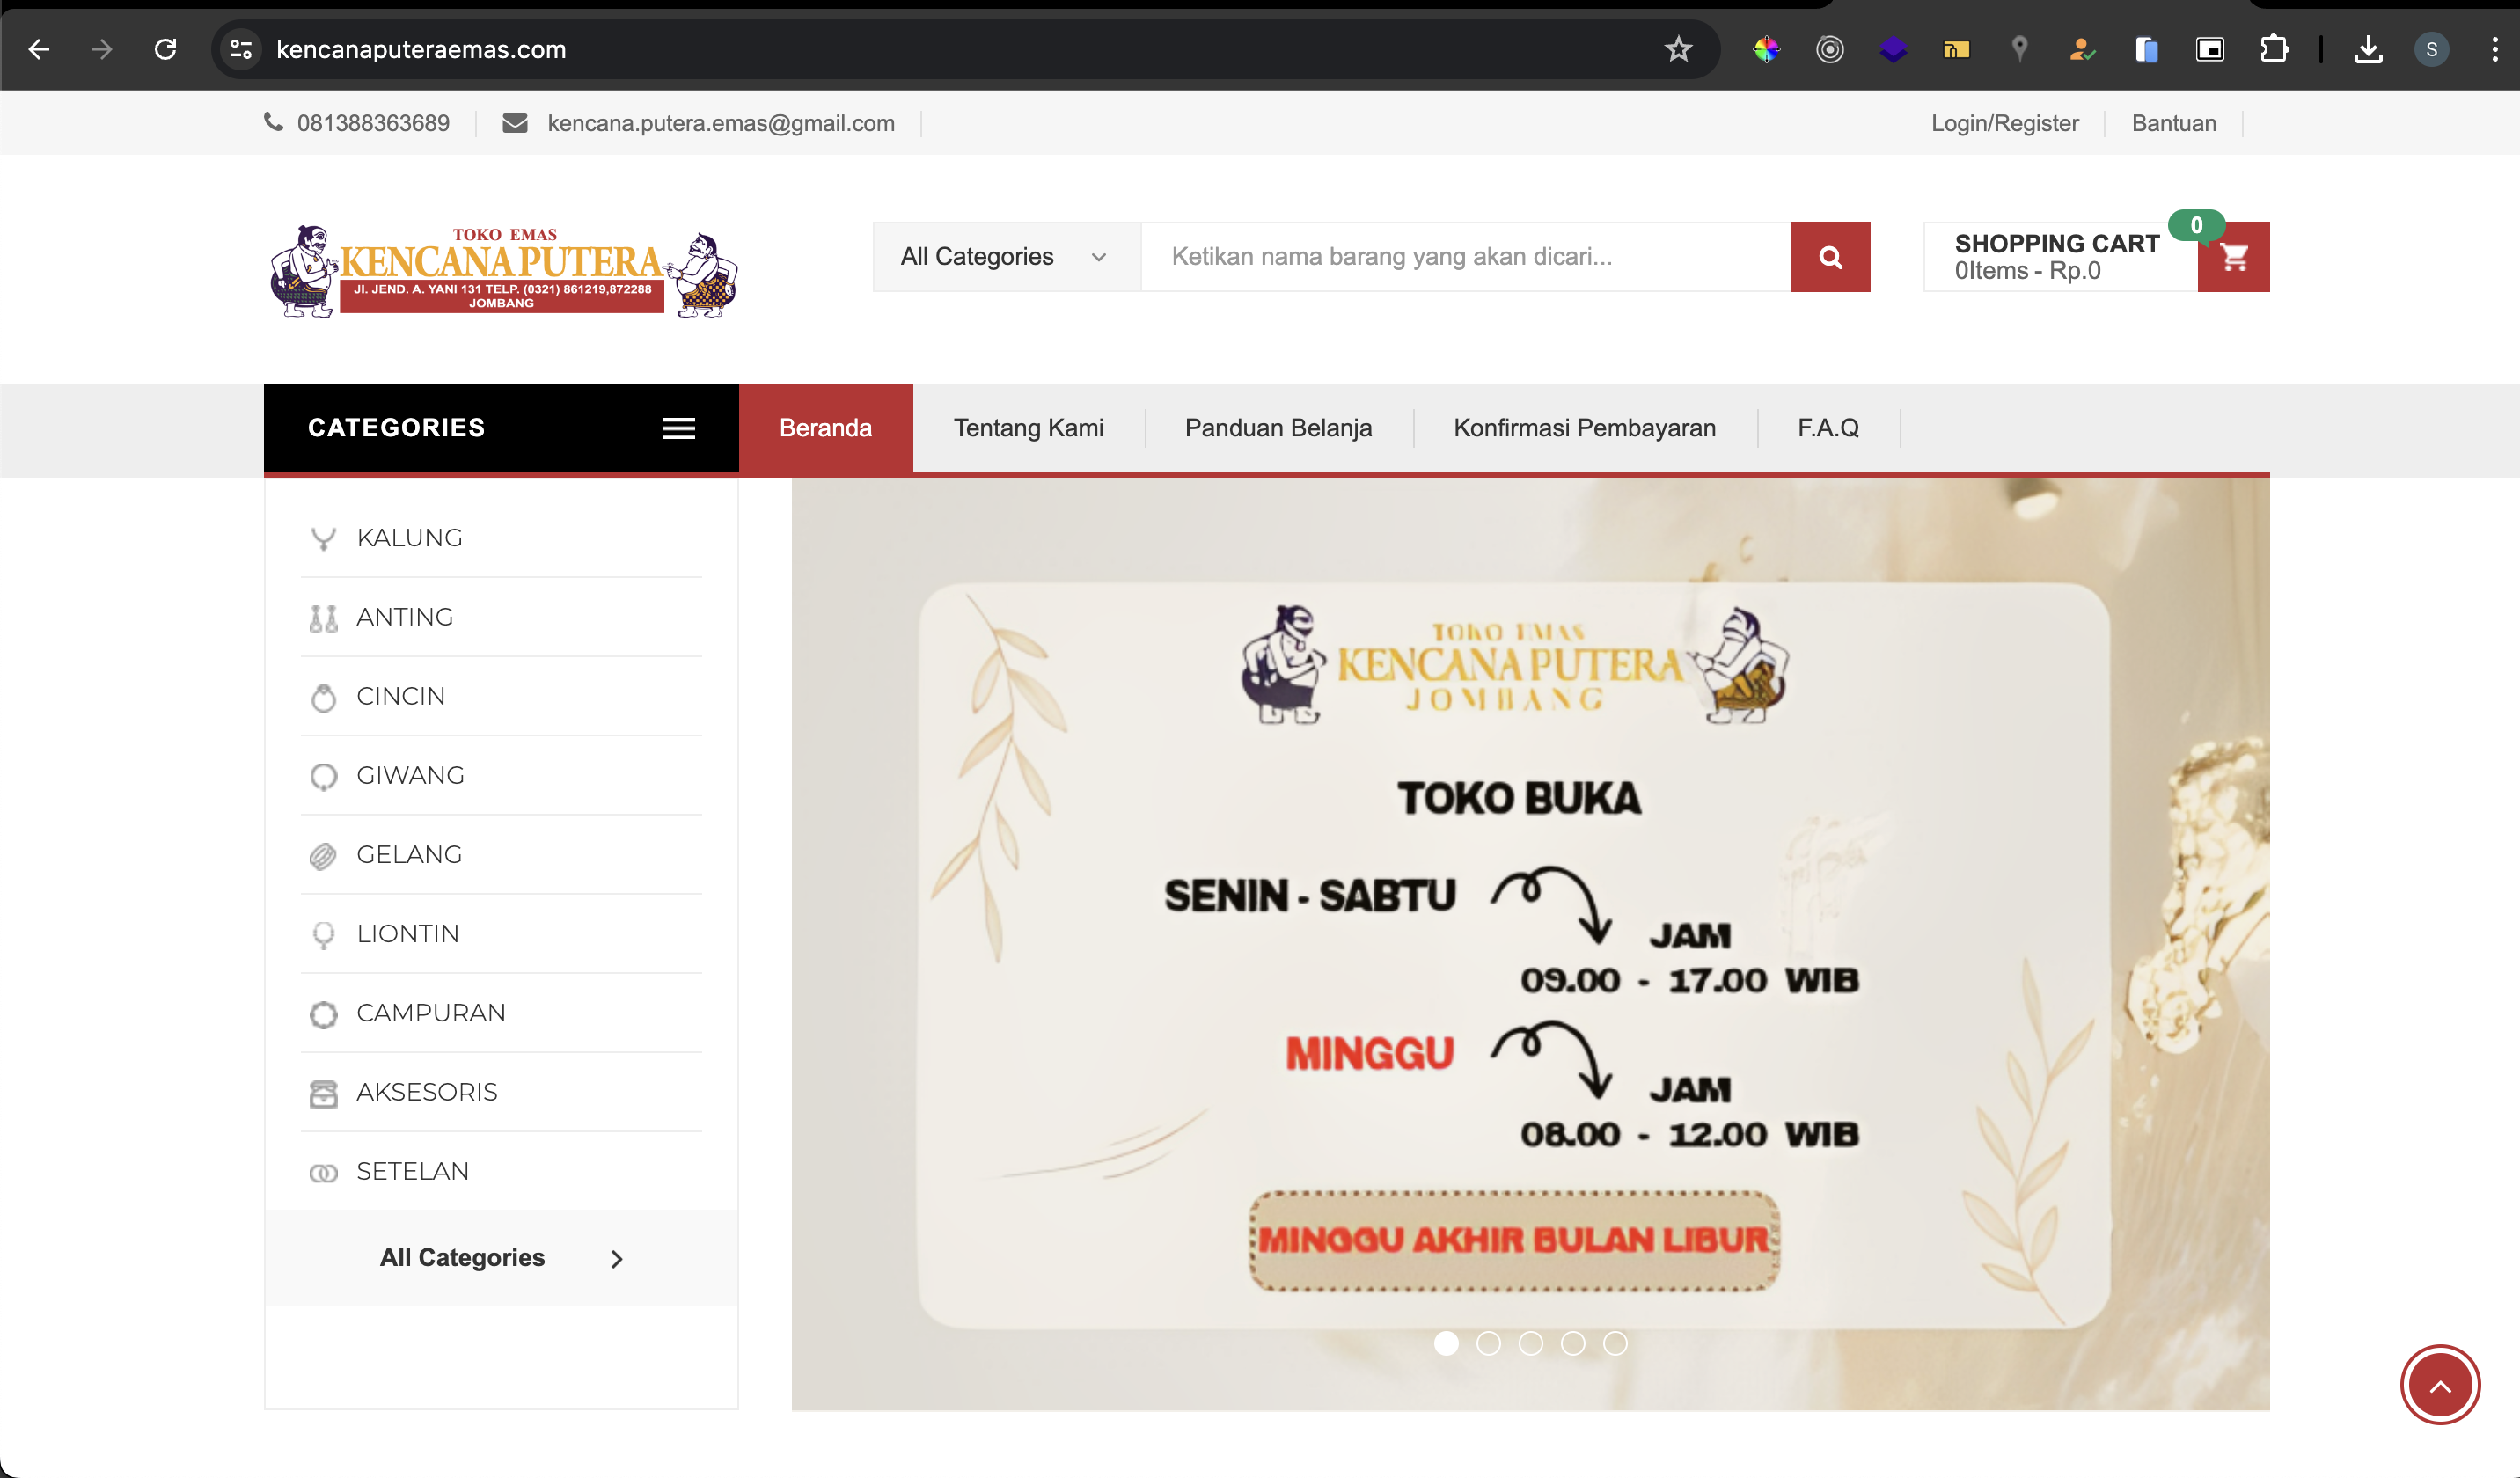 kencanaputeraemas.com
S
081388363689
kencana.putera.emas@gmail.com
Login/Register
Bantuan
TOKO EMAS
KENCANA PUTERA
Jl. JEND. A. YANI 131 TELP. (0321) 861219,872288
JOMBANG
All Categories
Ketikan nama barang yang akan dicari...
SHOPPING CART
0Items - Rp.0
0
CATEGORIES
Beranda
Tentang Kami
Panduan Belanja
Konfirmasi Pembayaran
F.A.Q
KALUNG
ANTING
CINCIN
GIWANG
GELANG
LIONTIN
CAMPURAN
AKSESORIS
SETELAN
All Categories
TOKO EMAS
KENCANA PUTERA
JOMBANG
TOKO BUKA
SENIN - SABTU
JAM
09.00 - 17.00 WIB
MINGGU
JAM
08.00 - 12.00 WIB
MINGGU AKHIR BULAN LIBUR